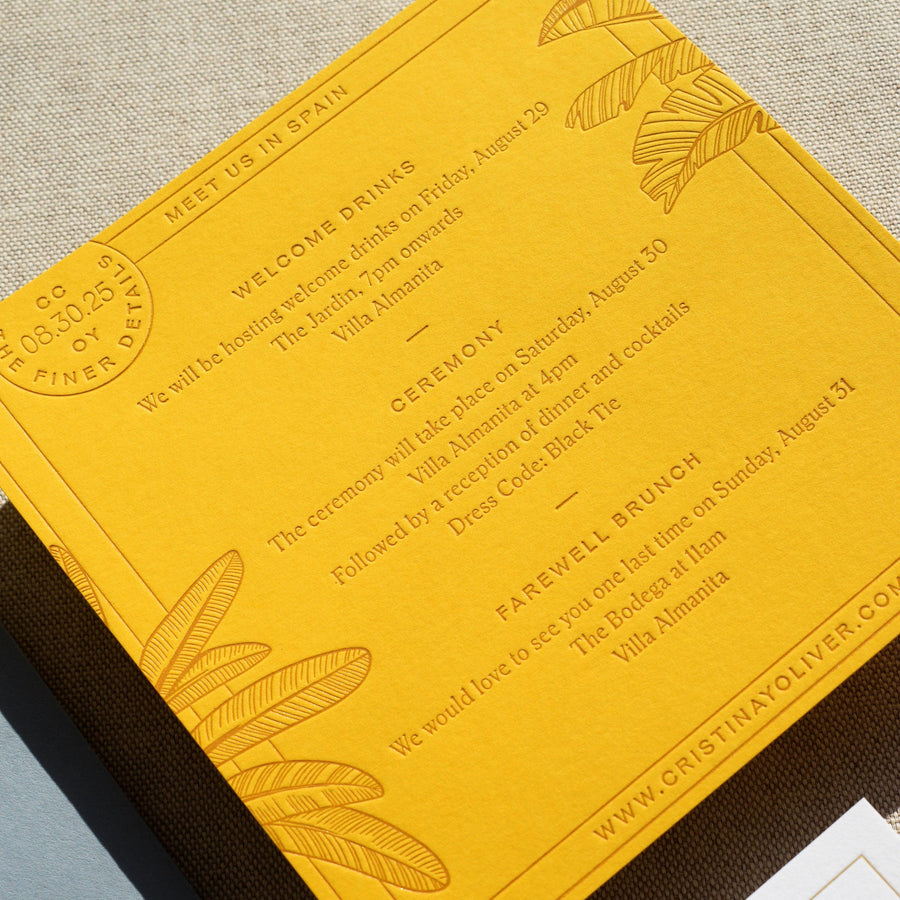 MEET US IN SPAIN
CC
08.30.25
OY
THE FINER DETAILS
WELCOME DRINKS
We will be hosting welcome drinks on Friday, August 29
The Jardin, 7pm onwards
Villa Almanita
CEREMONY
The ceremony will take place on Saturday, August 30
Villa Almanita at 4pm
Followed by a reception of dinner and cocktails
Dress Code: Black Tie
FAREWELL BRUNCH
We would love to see you one last time on Sunday, August 31
The Bodega at 11am
Villa Almanita
WWW.CRISTINAYOLIVER.COM